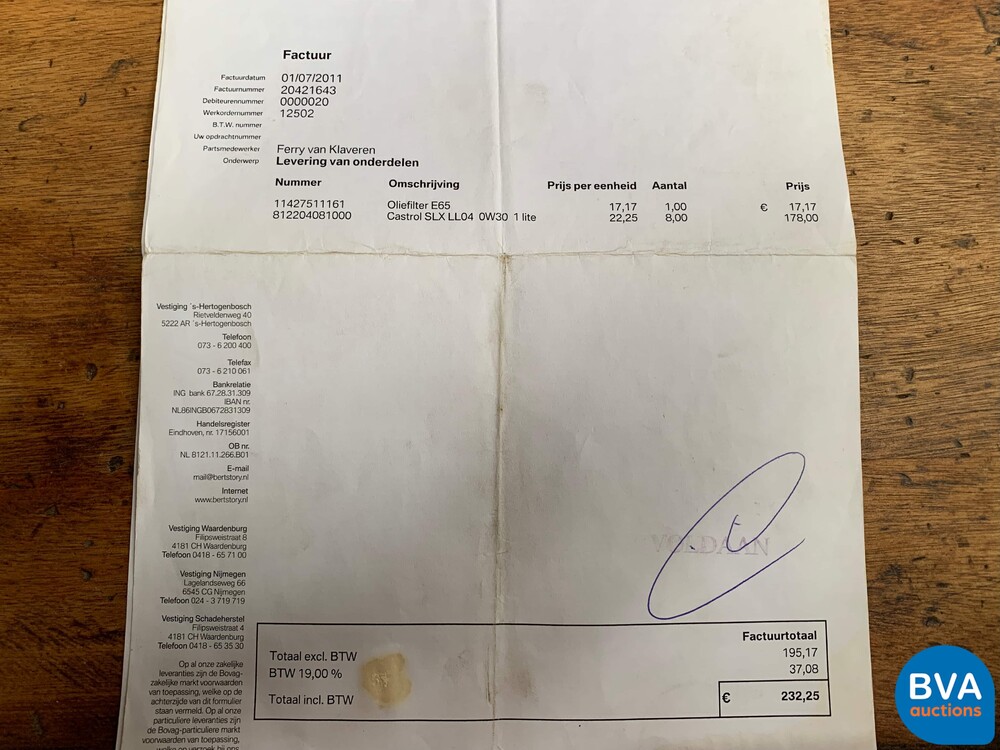 Factuur
Factuurdatum 01/07/2011
Factuurnummer 20421643
Debiteurennummer 0000020
Werkordernummer 12502
B.T.W. nummer
Uw opdrachtnummer
Partsmedewerker Ferry van Klaveren
Onderwerp Levering van onderdelen
Nummer Omschrijving Prijs per eenheid Aantal Prijs
11427511161 Oliefilter E65 17,17 1,00 € 17,17
812204081000 Castrol SLX LL04 0W30 1 lite 22,25 8,00 178,00
Vestiging 's-Hertogenbosch
Rietveldenweg 40
5222 AR 's-Hertogenbosch
Telefoon
073 - 6 200 400
Telefax
073 - 6 210 061
Bankrelatie
ING bank 67.28.31.309
IBAN nr.
NL86INGB0672831309
Handelsregister
Eindhoven, nr. 17156001
OB nr.
NL 8121.11.266.B01
E-mail
mail@bertstory.nl
Internet
www.bertstory.nl
Vestiging Waardenburg
Filipsweistraat 8
4181 CH Waardenburg
Telefoon 0418 - 65 71 00
Vestiging Nijmegen
Lagelandseweg 66
6545 CG Nijmegen
Telefoon 024 - 3 719 719
Vestiging Schadeherstel
Filipsweistraat 4
4181 CH Waardenburg
Telefoon 0418 - 65 35 30
Op al onze zakelijke
leveranties zijn de Bovag-
zakelijke markt voorwaarden
van toepassing, welke op de
achterzijde van dit formulier
staan vermeld. Op al onze
particuliere leveranties zijn
de Bovag-particuliere markt
voorwaarden van toepassing,
welke op verzoek bij ons
VOLDAAN
Factuurtotaal
Totaal excl. BTW 195,17
BTW 19,00 % 37,08
Totaal incl. BTW € 232,25
BVA
auctions